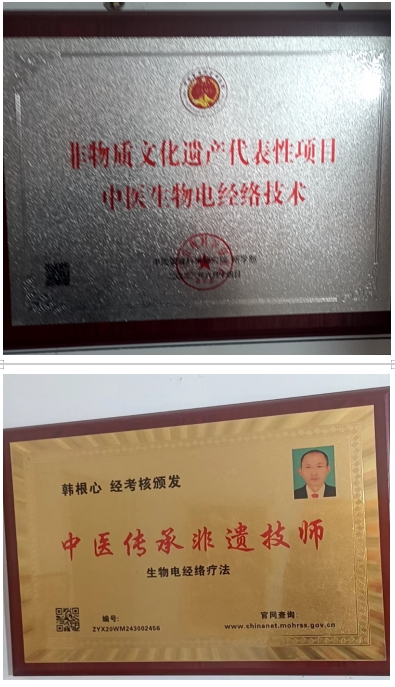 非物质文化遗产代表性项目
中医生物电经络技术
韩根心 经考核颁发
中医传承非遗技师
生物电经络疗法
编号:
ZYX20WM243002456
官网查询:
www.chinanet.mohrss.gov.cn